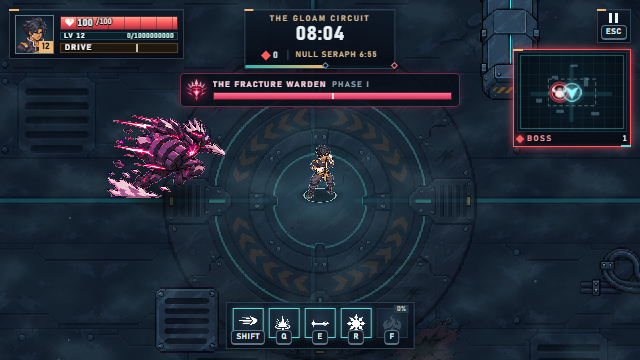 100/100
12
LV 12 0/1000000000
DRIVE
THE GLOAM CIRCUIT
08:04
0 NULL SERAPH 6:55
ESC
THE FRACTURE WARDEN PHASE I
BOSS 1
0%
SHIFT Q E R F